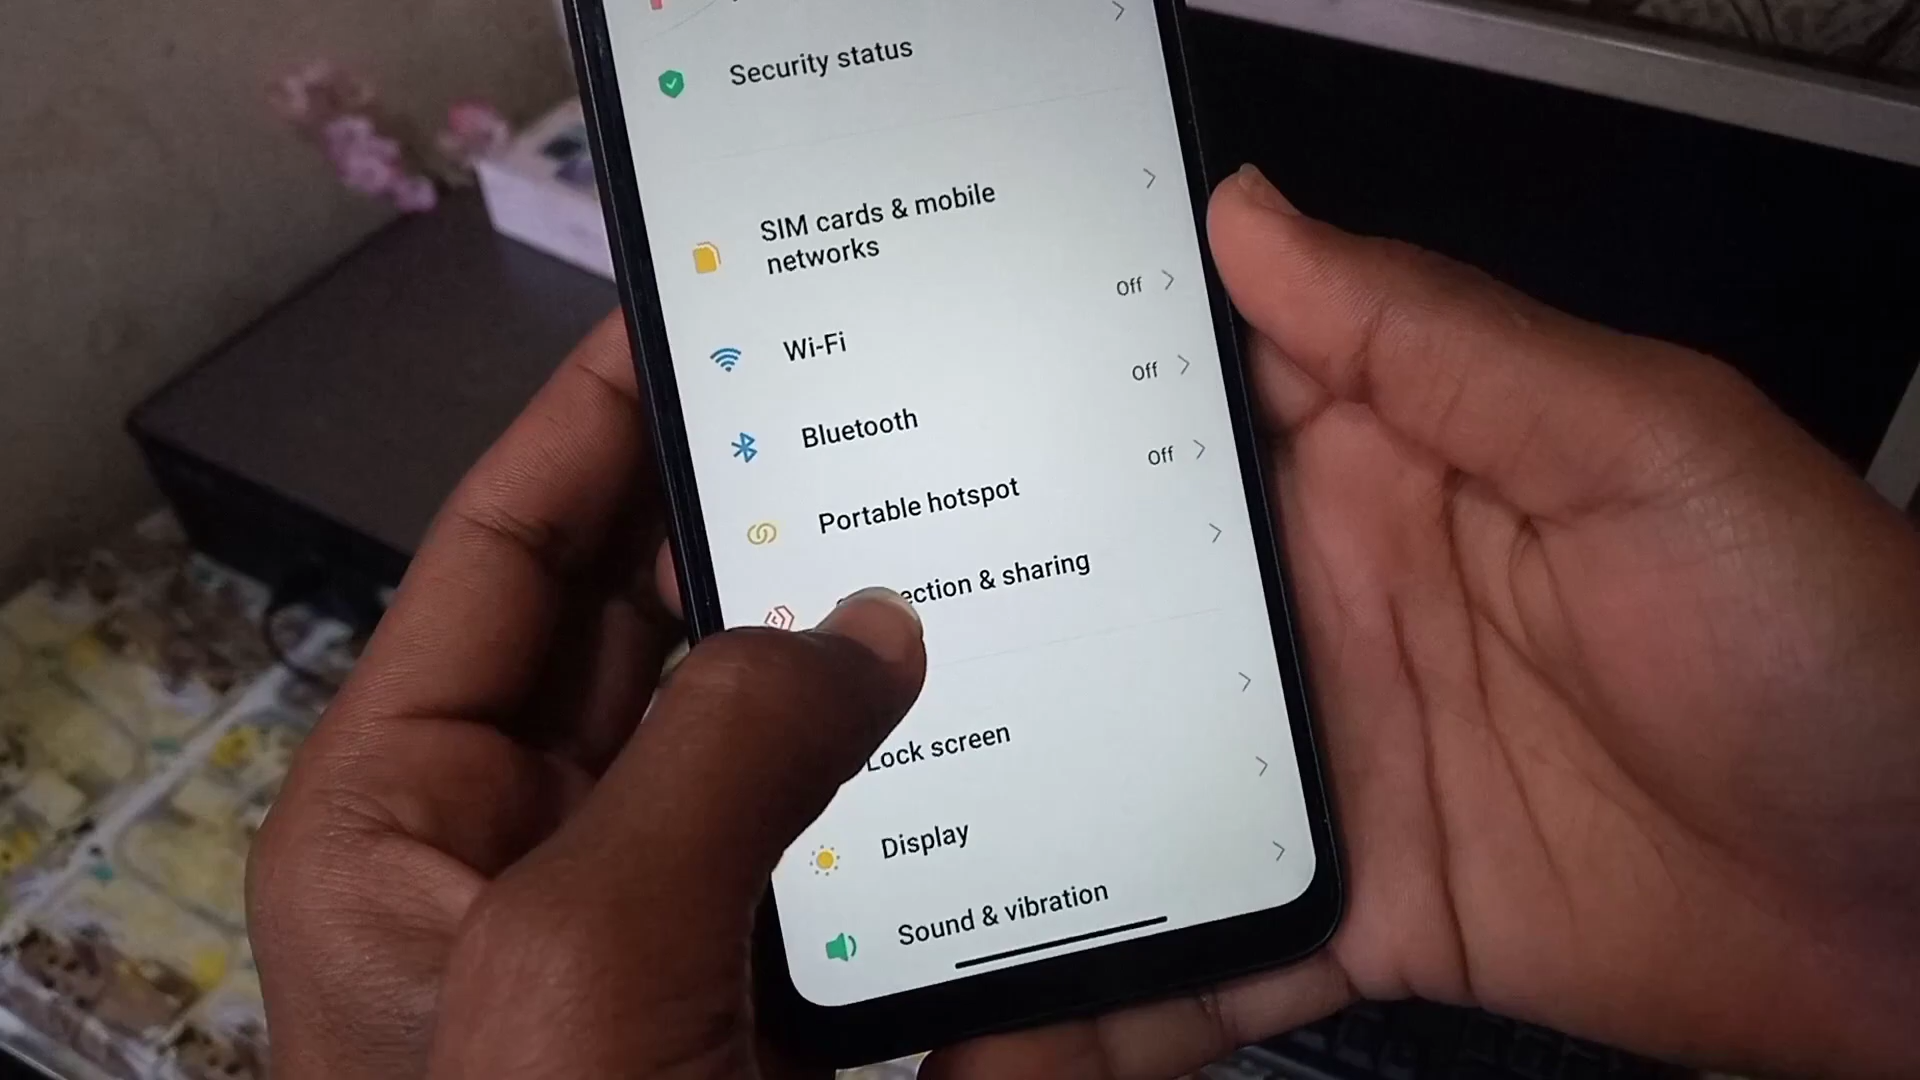 Security status
SIM cards & mobile
networks
Off
Wi-Fi
Off
Bluetooth
Off
Portable hotspot
ection & sharing
Lock screen
Display
Sound & vibration